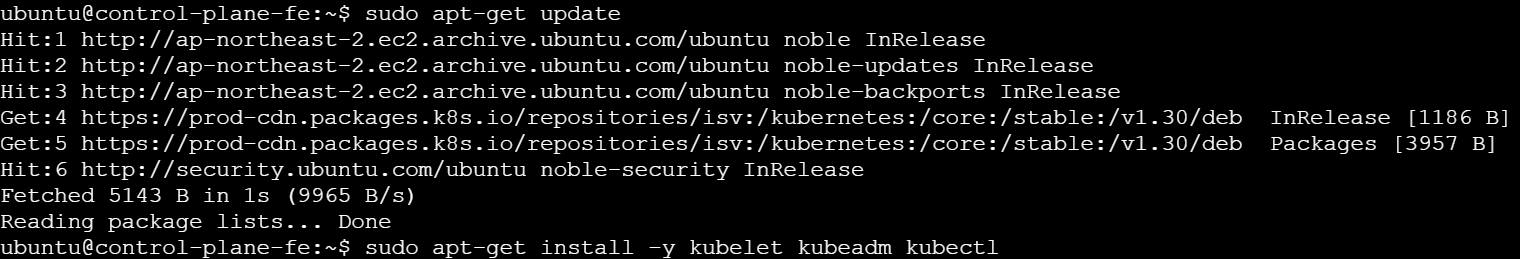 ubuntu@control-plane-fe:~$ sudo apt-get update
Hit:1 http://ap-northeast-2.ec2.archive.ubuntu.com/ubuntu noble InRelease
Hit:2 http://ap-northeast-2.ec2.archive.ubuntu.com/ubuntu noble-updates InRelease
Hit:3 http://ap-northeast-2.ec2.archive.ubuntu.com/ubuntu noble-backports InRelease
Get:4 https://prod-cdn.packages.k8s.io/repositories/isv:/kubernetes:/core:/stable:/v1.30/deb  InRelease [1186 B]
Get:5 https://prod-cdn.packages.k8s.io/repositories/isv:/kubernetes:/core:/stable:/v1.30/deb  Packages [3957 B]
Hit:6 http://security.ubuntu.com/ubuntu noble-security InRelease
Fetched 5143 B in 1s (9965 B/s)
Reading package lists... Done
ubuntu@control-plane-fe:~$ sudo apt-get install -y kubelet kubeadm kubectl